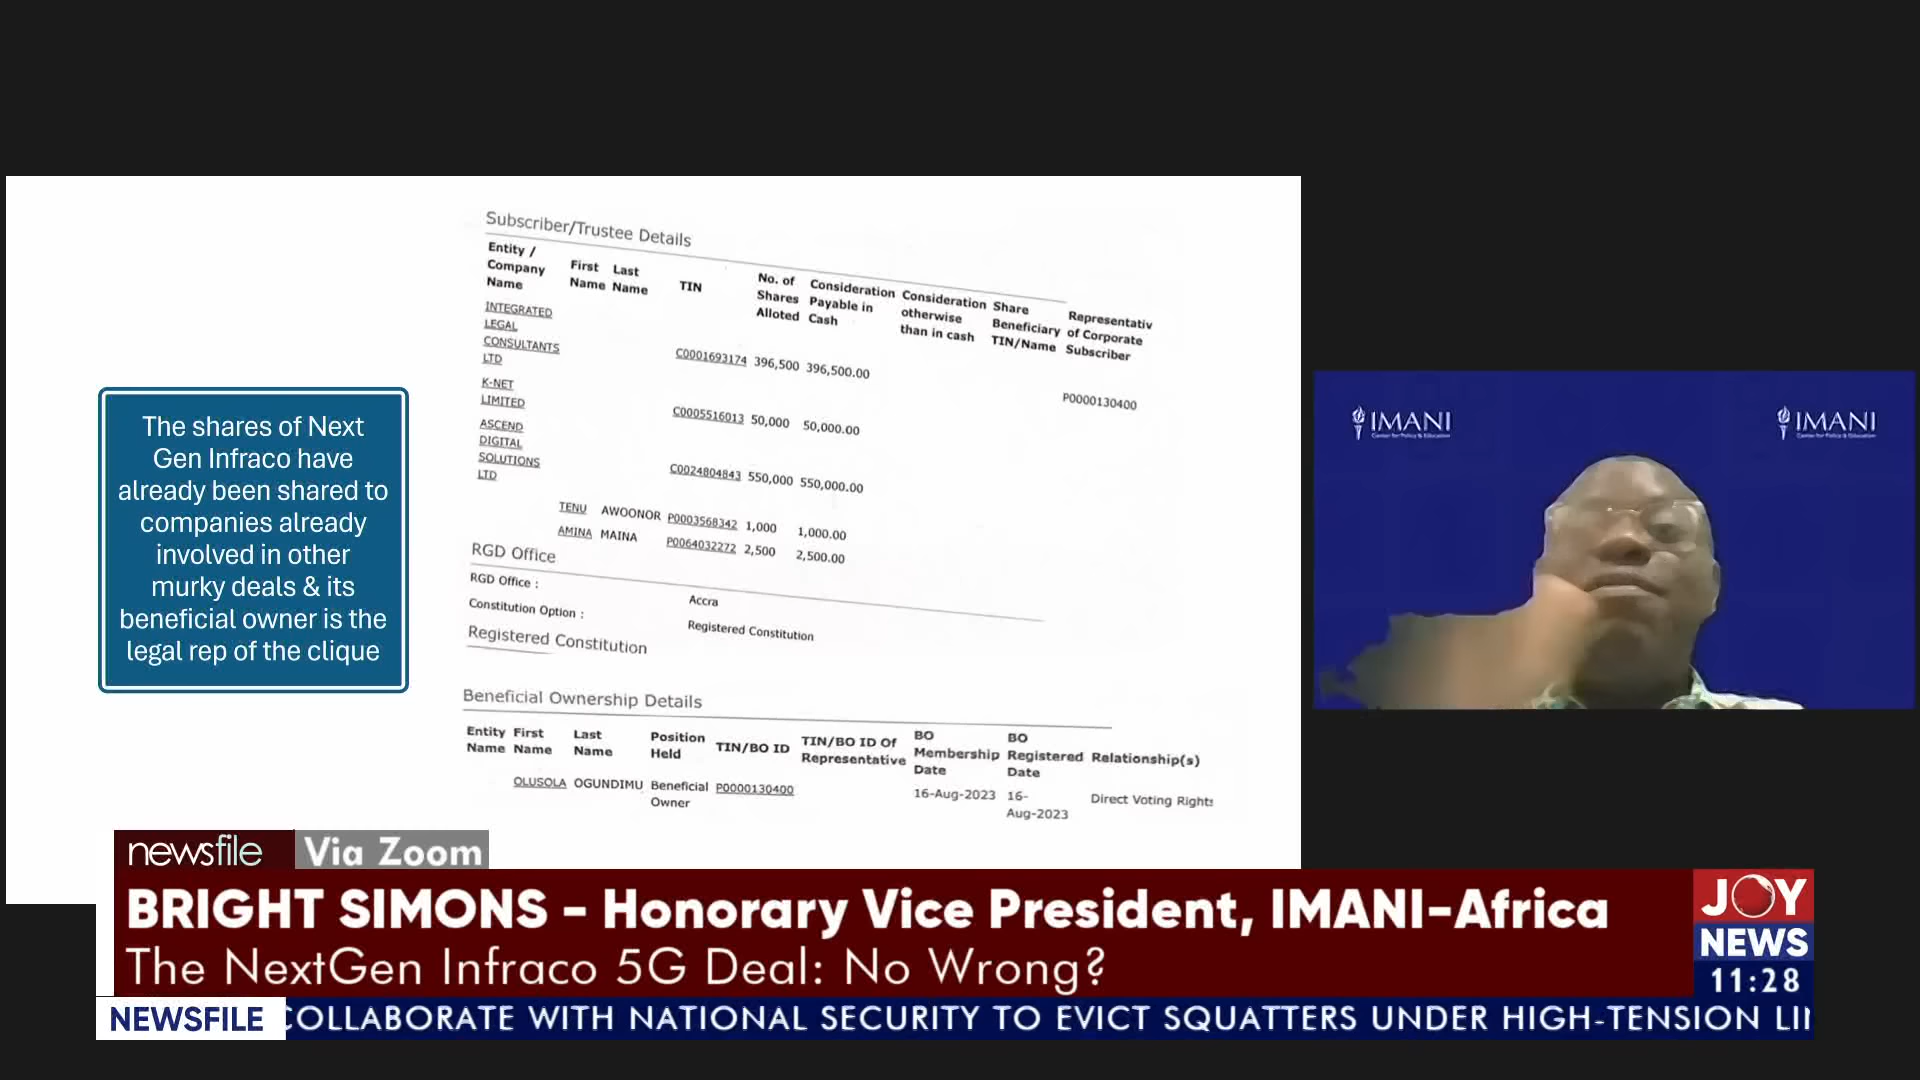 Subscriber/Trustee Details
Entity / Company Name First Name Last Name TIN No. of Shares Alloted Consideration Payable in Cash Consideration otherwise than in cash Share Beneficiary TIN/Name Representativ of Corporate Subscriber
INTEGRATED LEGAL CONSULTANTS LTD C0001693174 396,500 396,500.00 P0000130400
K-NET LIMITED C0005516013 50,000 50,000.00
ASCEND DIGITAL SOLUTIONS LTD C0024804843 550,000 550,000.00
TENU AWOONOR P0003568342 1,000 1,000.00
AMINA MAINA P0064032272 2,500 2,500.00
RGD Office
RGD Office : Accra
Constitution Option : Registered Constitution
Registered Constitution
Beneficial Ownership Details
Entity Name First Name Last Name Position Held TIN/BO ID TIN/BO ID Of Representative BO Membership Date BO Registered Date Relationship(s)
OLUSOLA OGUNDIMU Beneficial Owner P0000130400 16-Aug-2023 16-Aug-2023 Direct Voting Rights
The shares of Next
Gen Infraco have
already been shared to
companies already
involved in other
murky deals & its
beneficial owner is the
legal rep of the clique
IMANI
Center for Policy & Education
IMANI
Center for Policy & Education
newsfile Via Zoom
BRIGHT SIMONS - Honorary Vice President, IMANI-Africa
The NextGen Infraco 5G Deal: No Wrong?
JOY
NEWS
11:28
NEWSFILE COLLABORATE WITH NATIONAL SECURITY TO EVICT SQUATTERS UNDER HIGH-TENSION LI